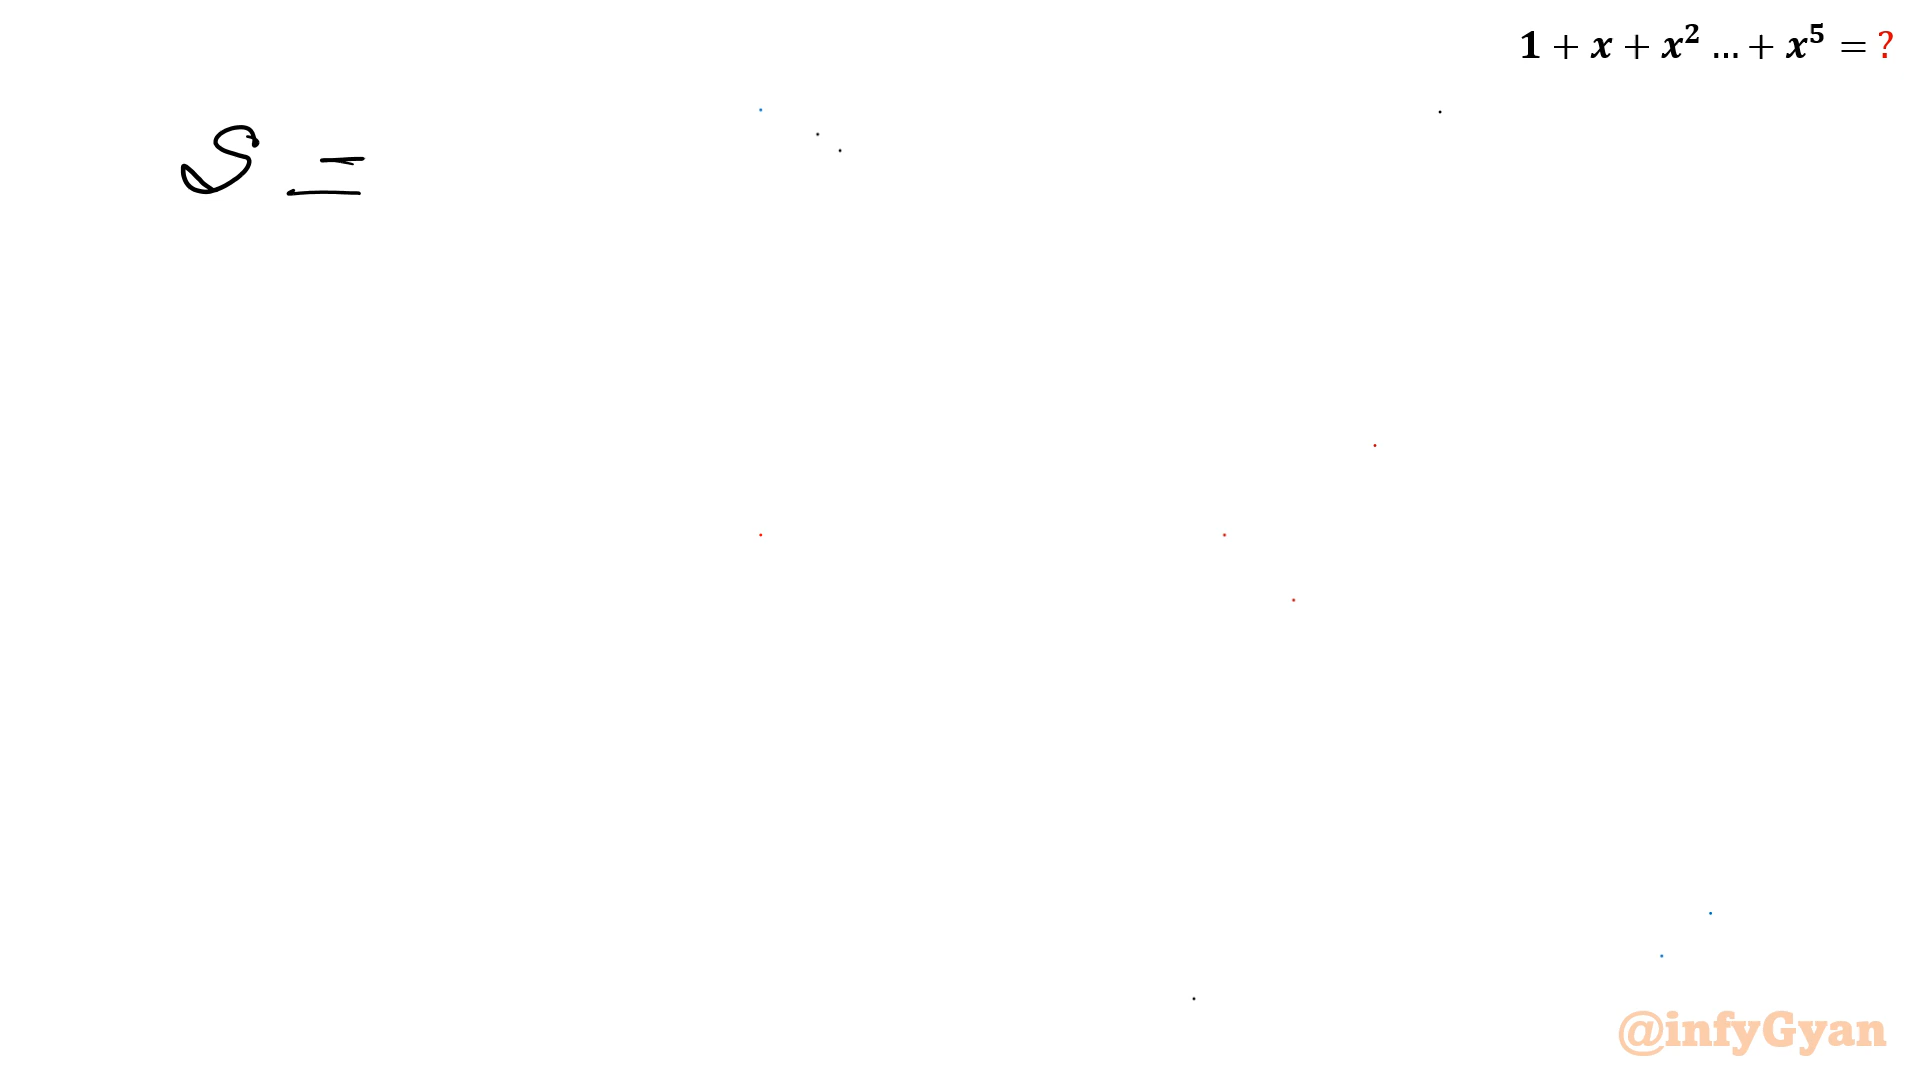 1 + x + x² ... + x⁵ = ?
S =
@infyGyan